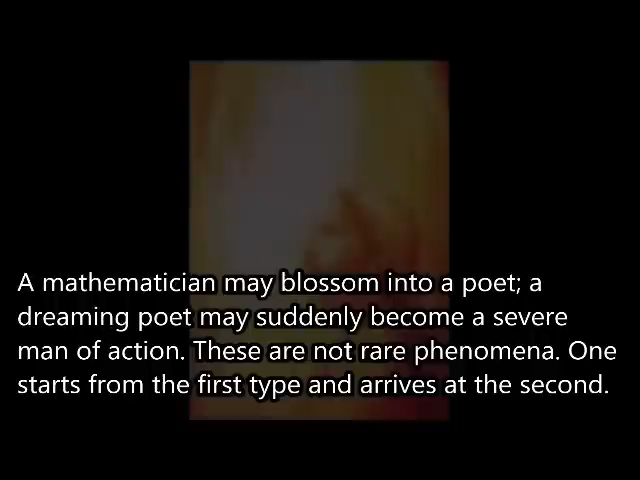 A mathematician may blossom into a poet; a
dreaming poet may suddenly become a severe
man of action. These are not rare phenomena. One
starts from the first type and arrives at the second.